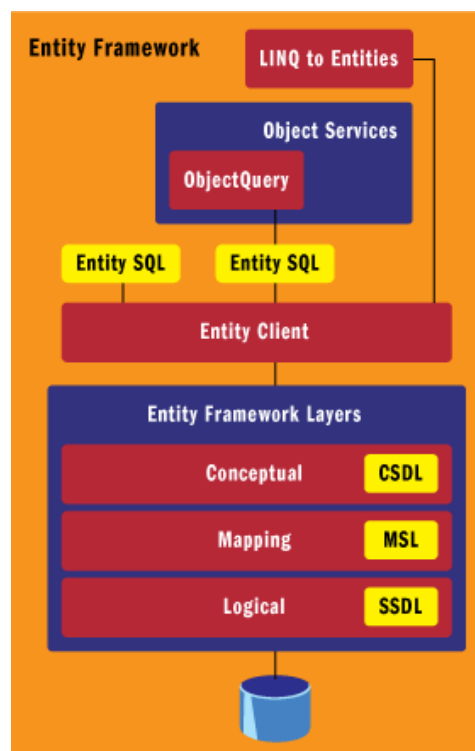 Entity Framework
LINQ to Entities
Object Services
ObjectQuery
Entity SQL
Entity SQL
Entity Client
Entity Framework Layers
Conceptual
CSDL
Mapping
MSL
Logical
SSDL